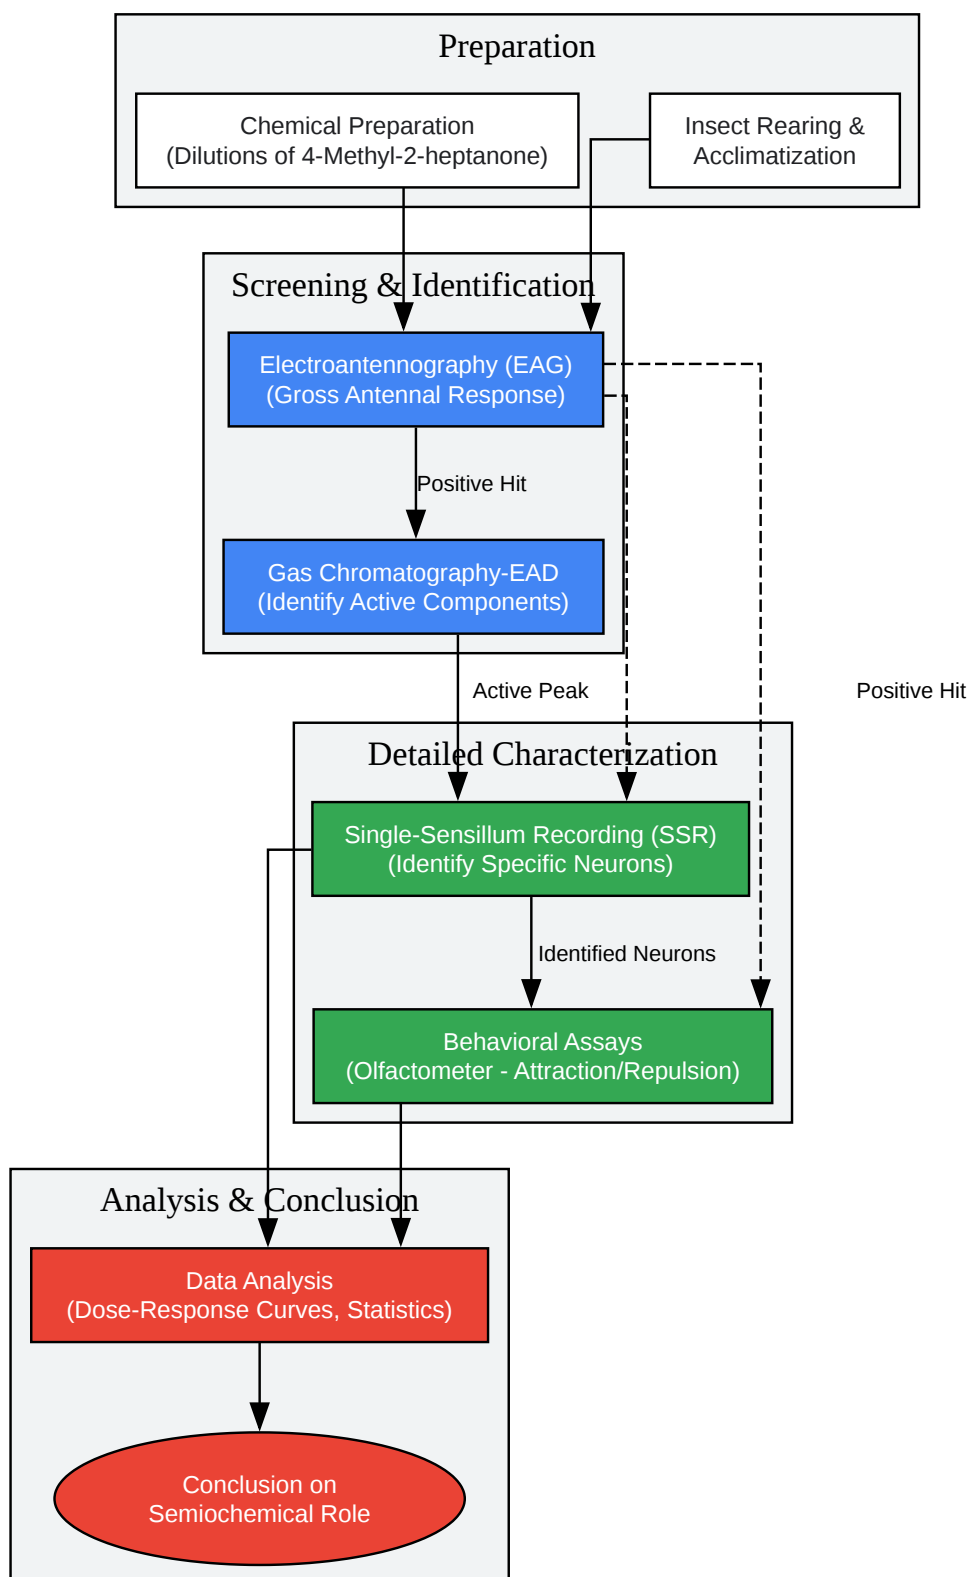 Preparation
Chemical Preparation
(Dilutions of 4-Methyl-2-heptanone)
Insect Rearing &
Acclimatization
Screening & Identification
Electroantennography (EAG)
(Gross Antennal Response)
Positive Hit
Gas Chromatography-EAD
(Identify Active Components)
Active Peak
Positive Hit
Detailed Characterization
Single-Sensillum Recording (SSR)
(Identify Specific Neurons)
Identified Neurons
Behavioral Assays
(Olfactometer - Attraction/Repulsion)
Analysis & Conclusion
Data Analysis
(Dose-Response Curves, Statistics)
Conclusion on
Semiochemical Role